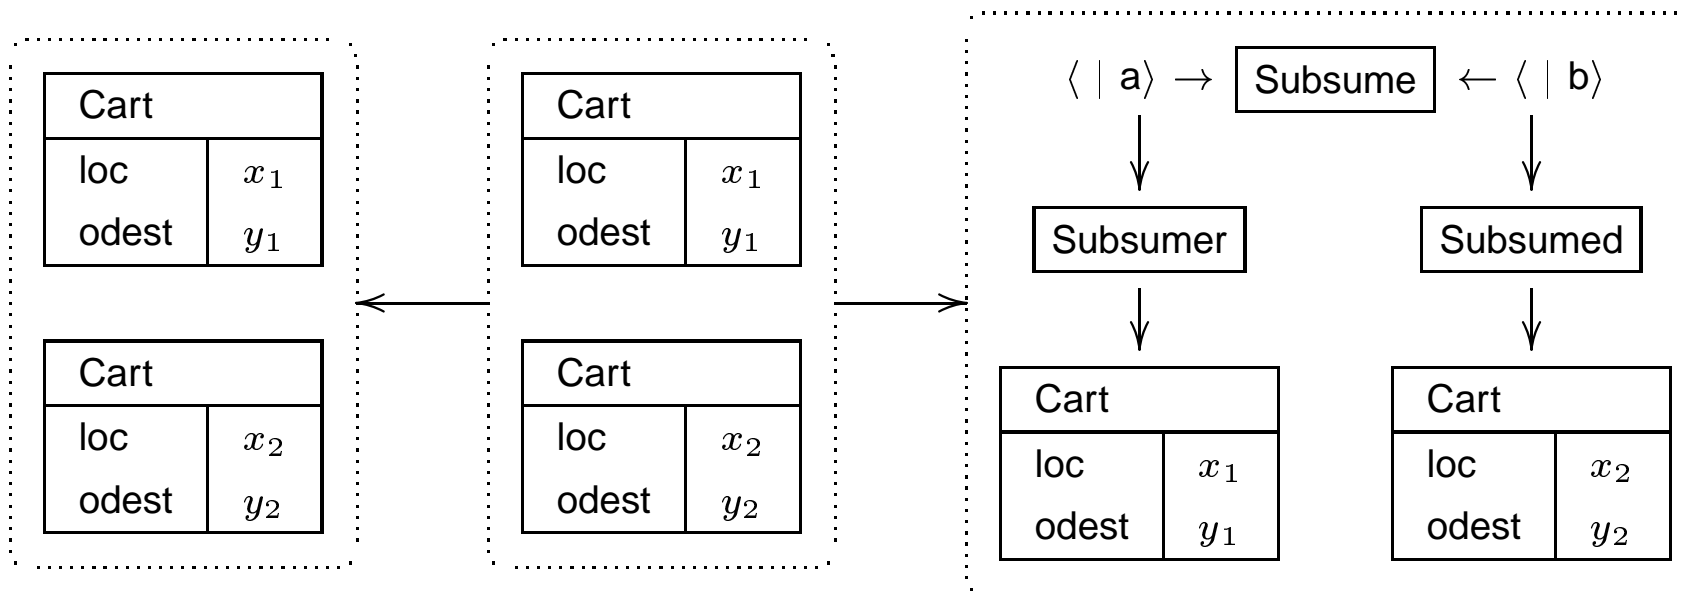 Cart
loc x₁
odest y₁
Cart
loc x₂
odest y₂
Cart
loc x₁
odest y₁
Cart
loc x₂
odest y₂
⟨ | a⟩ → Subsume ← ⟨ | b⟩
Subsumer Subsumed
Cart
loc x₁
odest y₁
Cart
loc x₂
odest y₂